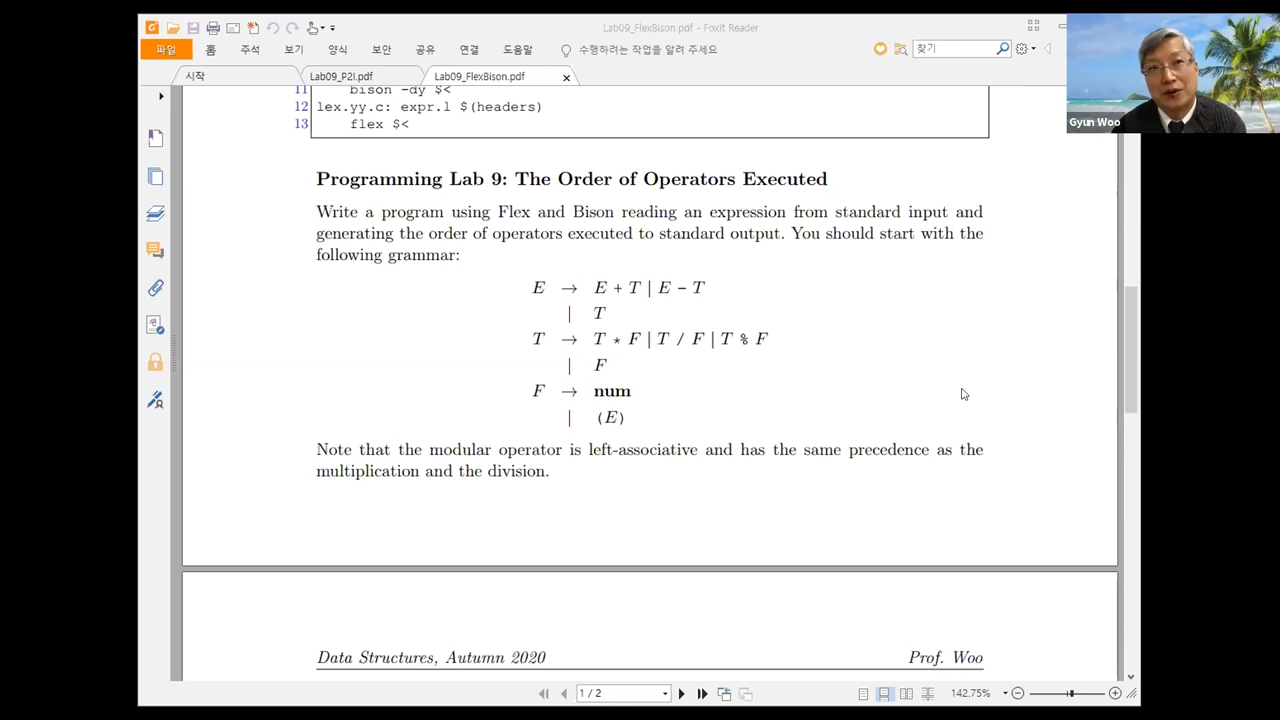 Lab09_FlexBison.pdf - Foxit Reader
파일 홈 주석 보기 양식 보안 공유 연결 도움말 수행하려는 작업을 알려 주세요 찾기
시작 Lab09_P2I.pdf Lab09_FlexBison.pdf
11 bison -dy $<
12 lex.yy.c: expr.l $(headers)
13 flex $<
Gyun Woo
Programming Lab 9: The Order of Operators Executed
Write a program using Flex and Bison reading an expression from standard input and
generating the order of operators executed to standard output. You should start with the
following grammar:
E → E + T | E − T
| T
T → T * F | T / F | T % F
| F
F → num
| (E)
Note that the modular operator is left-associative and has the same precedence as the
multiplication and the division.
Data Structures, Autumn 2020 Prof. Woo
1 / 2 142.75%